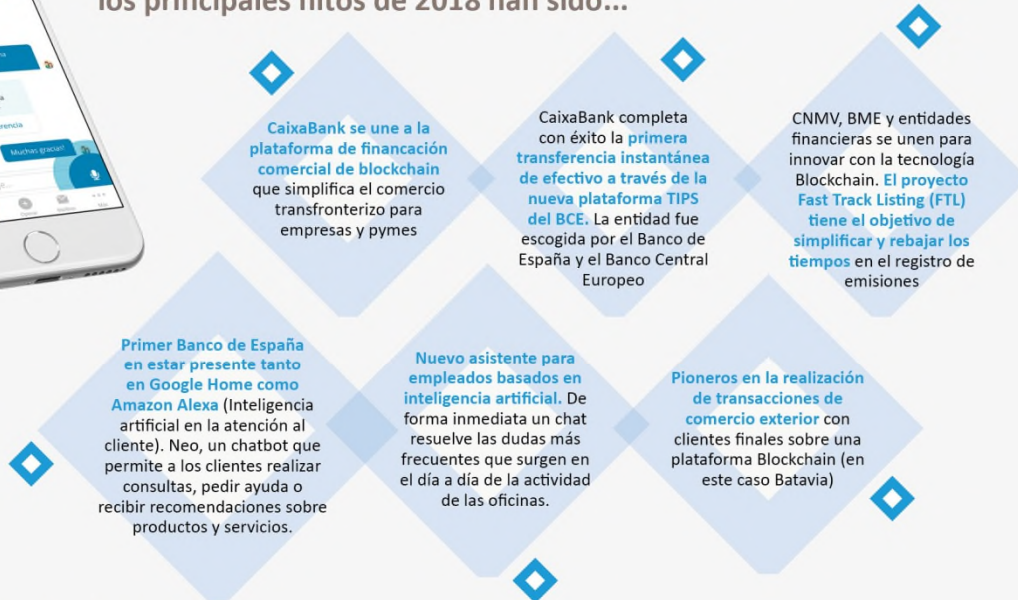 los principales hitos de 2018 han sido...
Muchas gracias!
CaixaBank se une a la
plataforma de financación
comercial de blockchain
que simplifica el comercio
transfronterizo para
empresas y pymes
CaixaBank completa
con éxito la primera
transferencia instantánea
de efectivo a través de la
nueva plataforma TIPS
del BCE. La entidad fue
escogida por el Banco de
España y el Banco Central
Europeo
CNMV, BME y entidades
financieras se unen para
innovar con la tecnología
Blockchain. El proyecto
Fast Track Listing (FTL)
tiene el objetivo de
simplificar y rebajar los
tiempos en el registro de
emisiones
Primer Banco de España
en estar presente tanto
en Google Home como
Amazon Alexa (Inteligencia
artificial en la atención al
cliente). Neo, un chatbot que
permite a los clientes realizar
consultas, pedir ayuda o
recibir recomendaciones sobre
productos y servicios.
Nuevo asistente para
empleados basados en
inteligencia artificial. De
forma inmediata un chat
resuelve las dudas más
frecuentes que surgen en
el día a día de la actividad
de las oficinas.
Pioneros en la realización
de transacciones de
comercio exterior con
clientes finales sobre una
plataforma Blockchain (en
este caso Batavia)